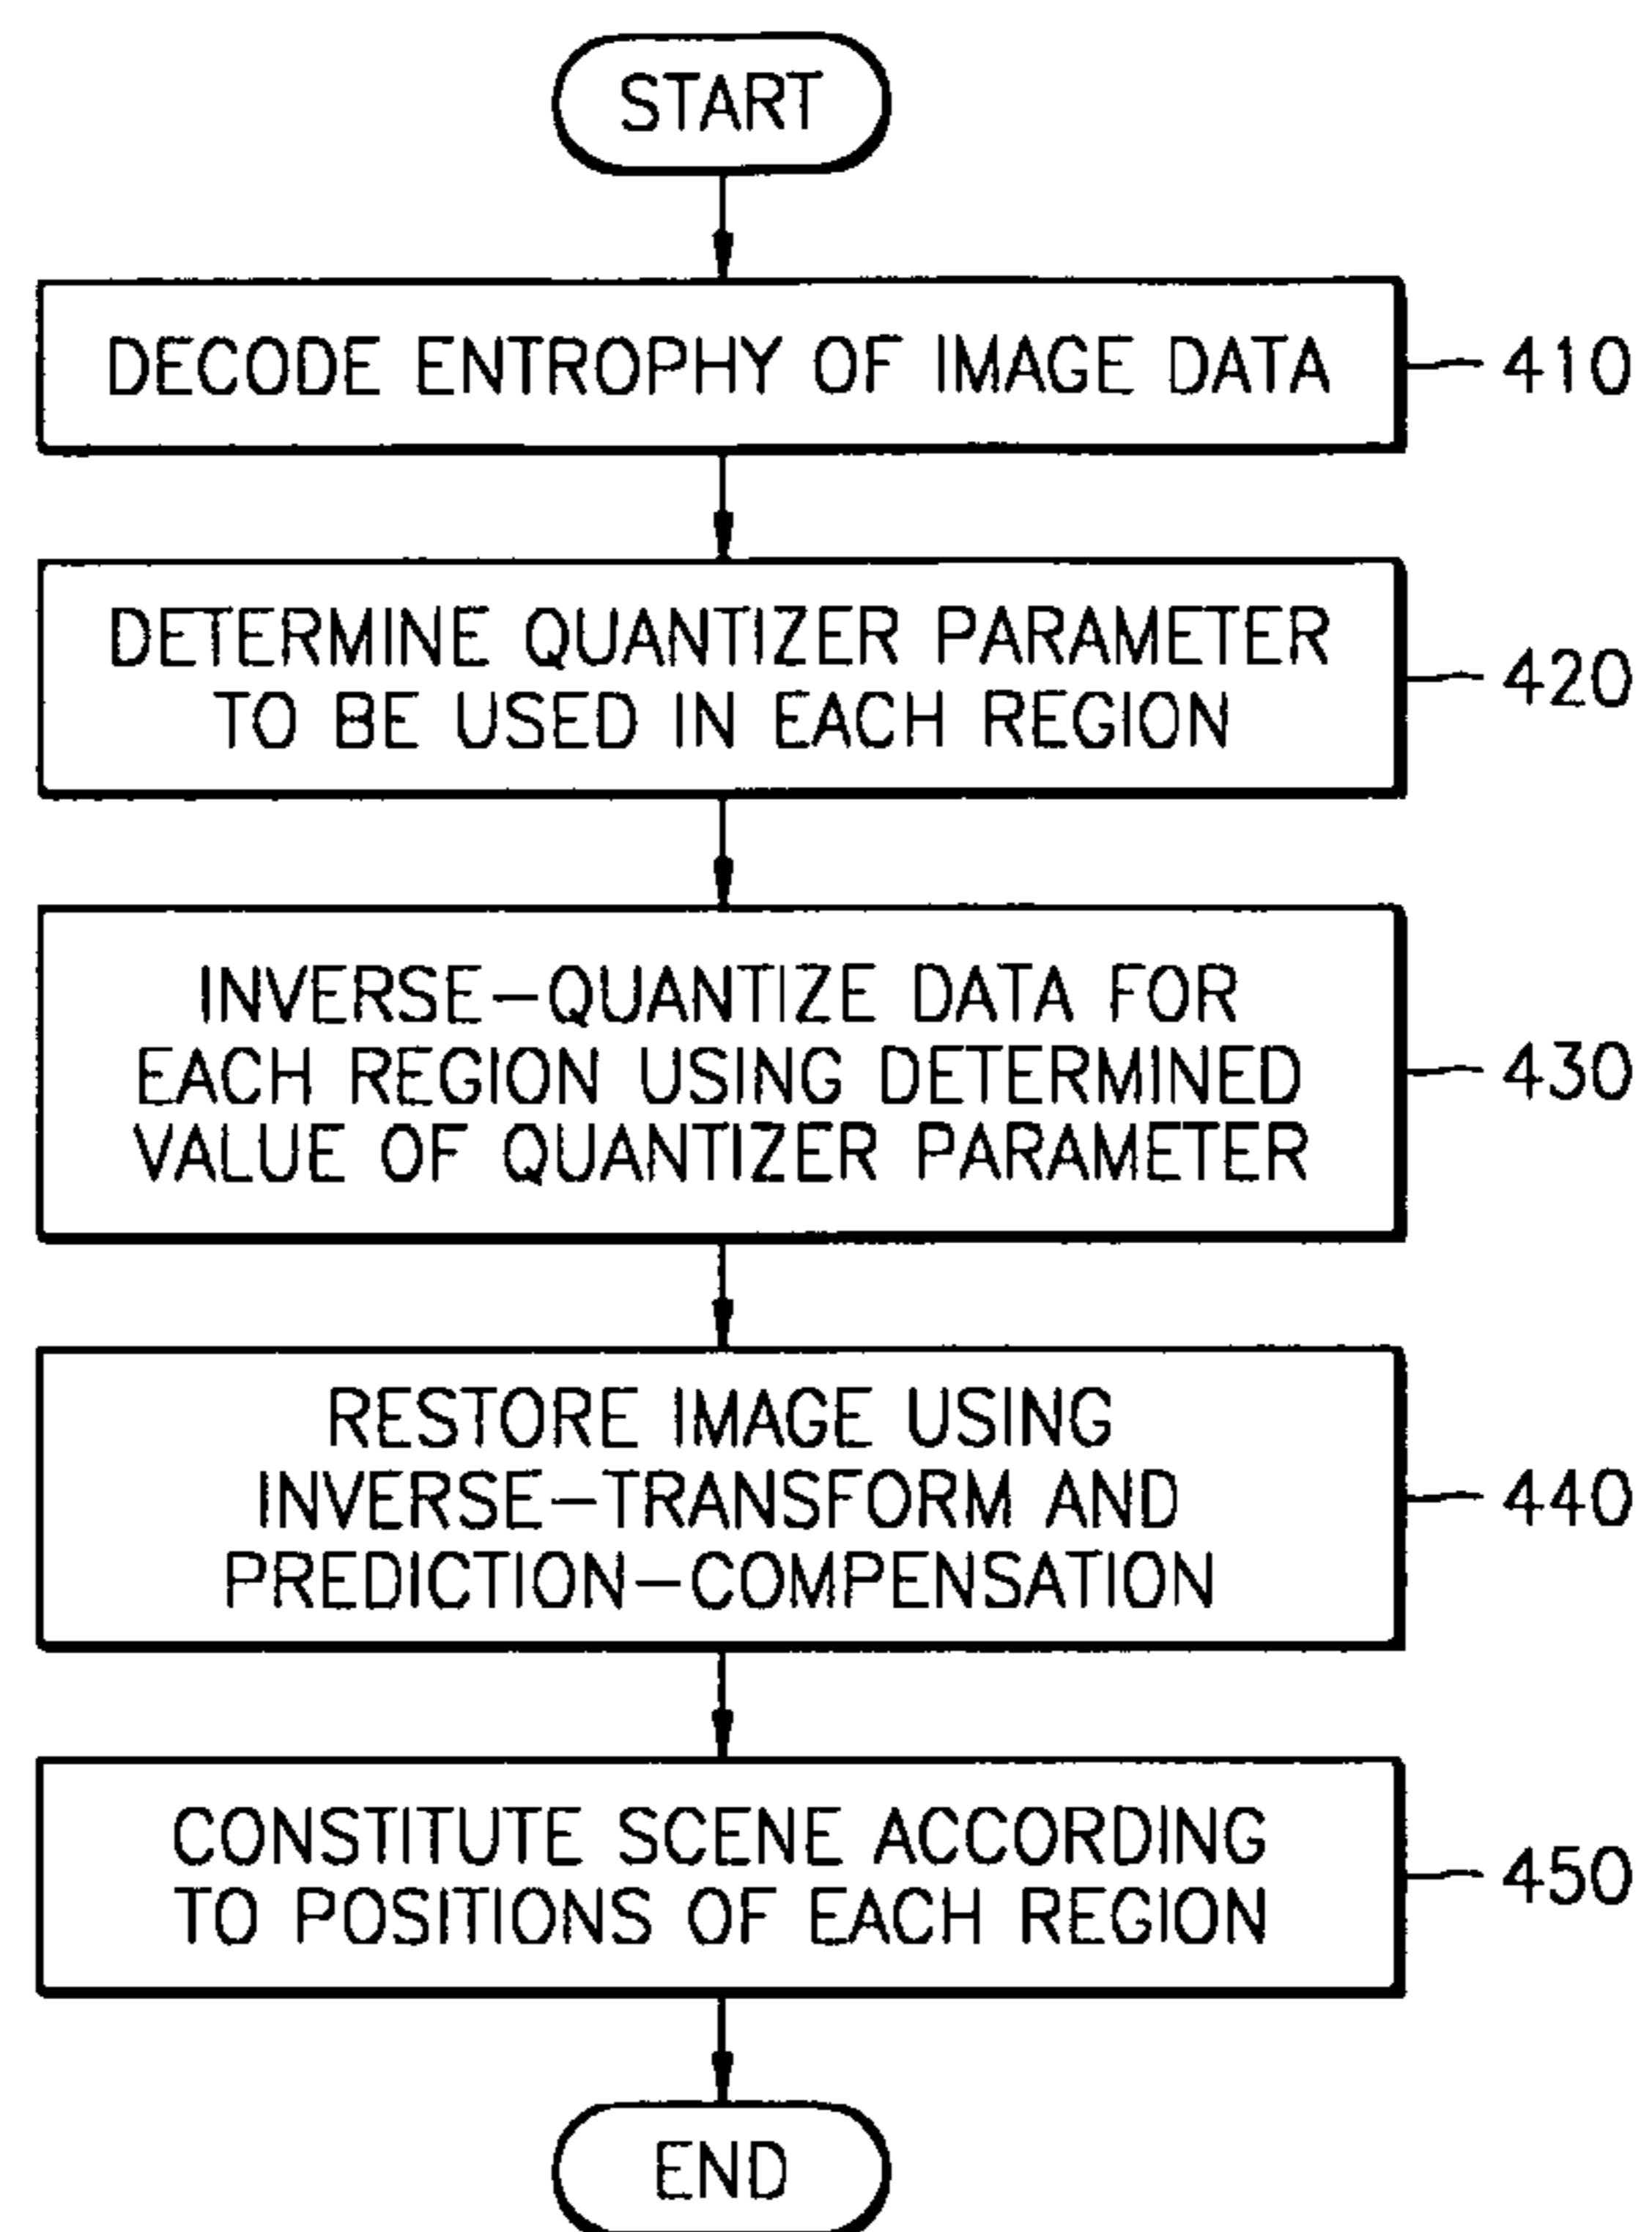 START
DECODE ENTROPHY OF IMAGE DATA
410
DETERMINE QUANTIZER PARAMETER
TO BE USED IN EACH REGION
420
INVERSE-QUANTIZE DATA FOR
EACH REGION USING DETERMINED
VALUE OF QUANTIZER PARAMETER
430
RESTORE IMAGE USING
INVERSE-TRANSFORM AND
PREDICTION-COMPENSATION
440
CONSTITUTE SCENE ACCORDING
TO POSITIONS OF EACH REGION
450
END